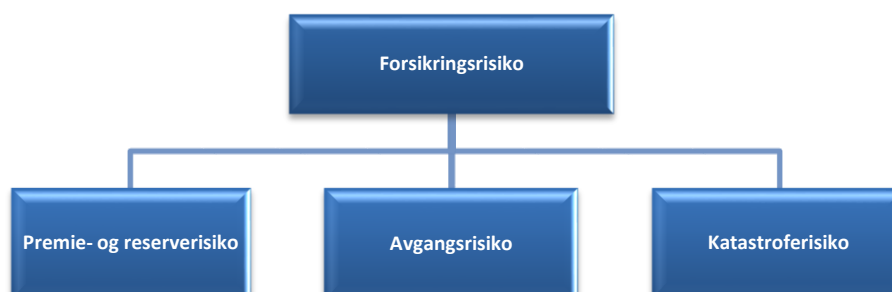 Forsikringsrisiko
Premie- og reserverisiko
Avgangsrisiko
Katastroferisiko